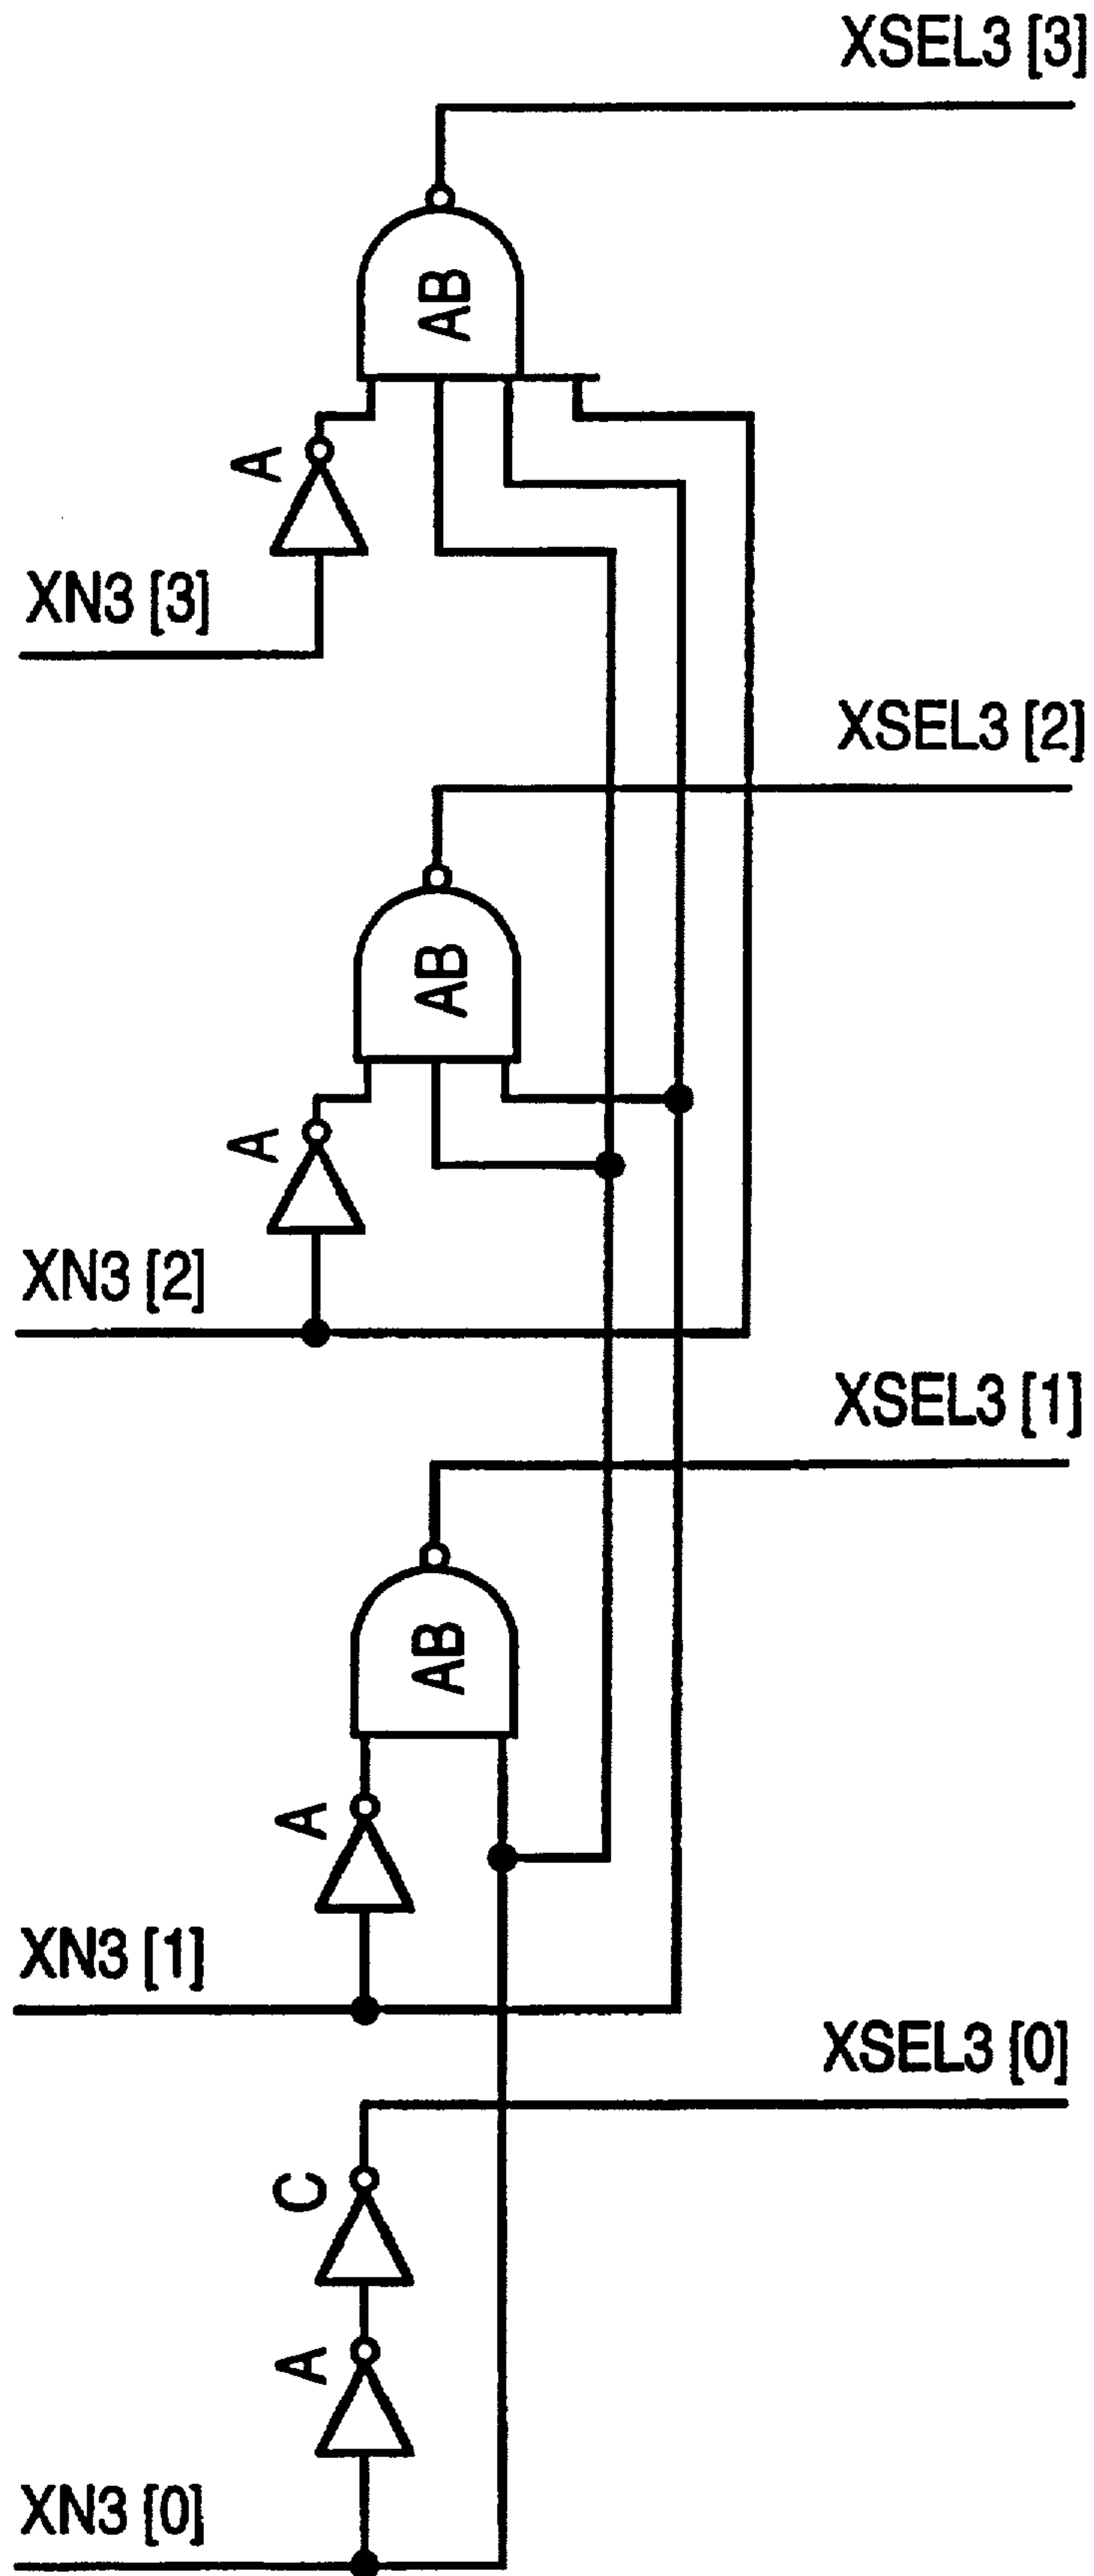 XSEL3 [3]
AB
A
XN3 [3]
XSEL3 [2]
AB
A
XN3 [2]
XSEL3 [1]
AB
A
XN3 [1]
XSEL3 [0]
C
A
XN3 [0]